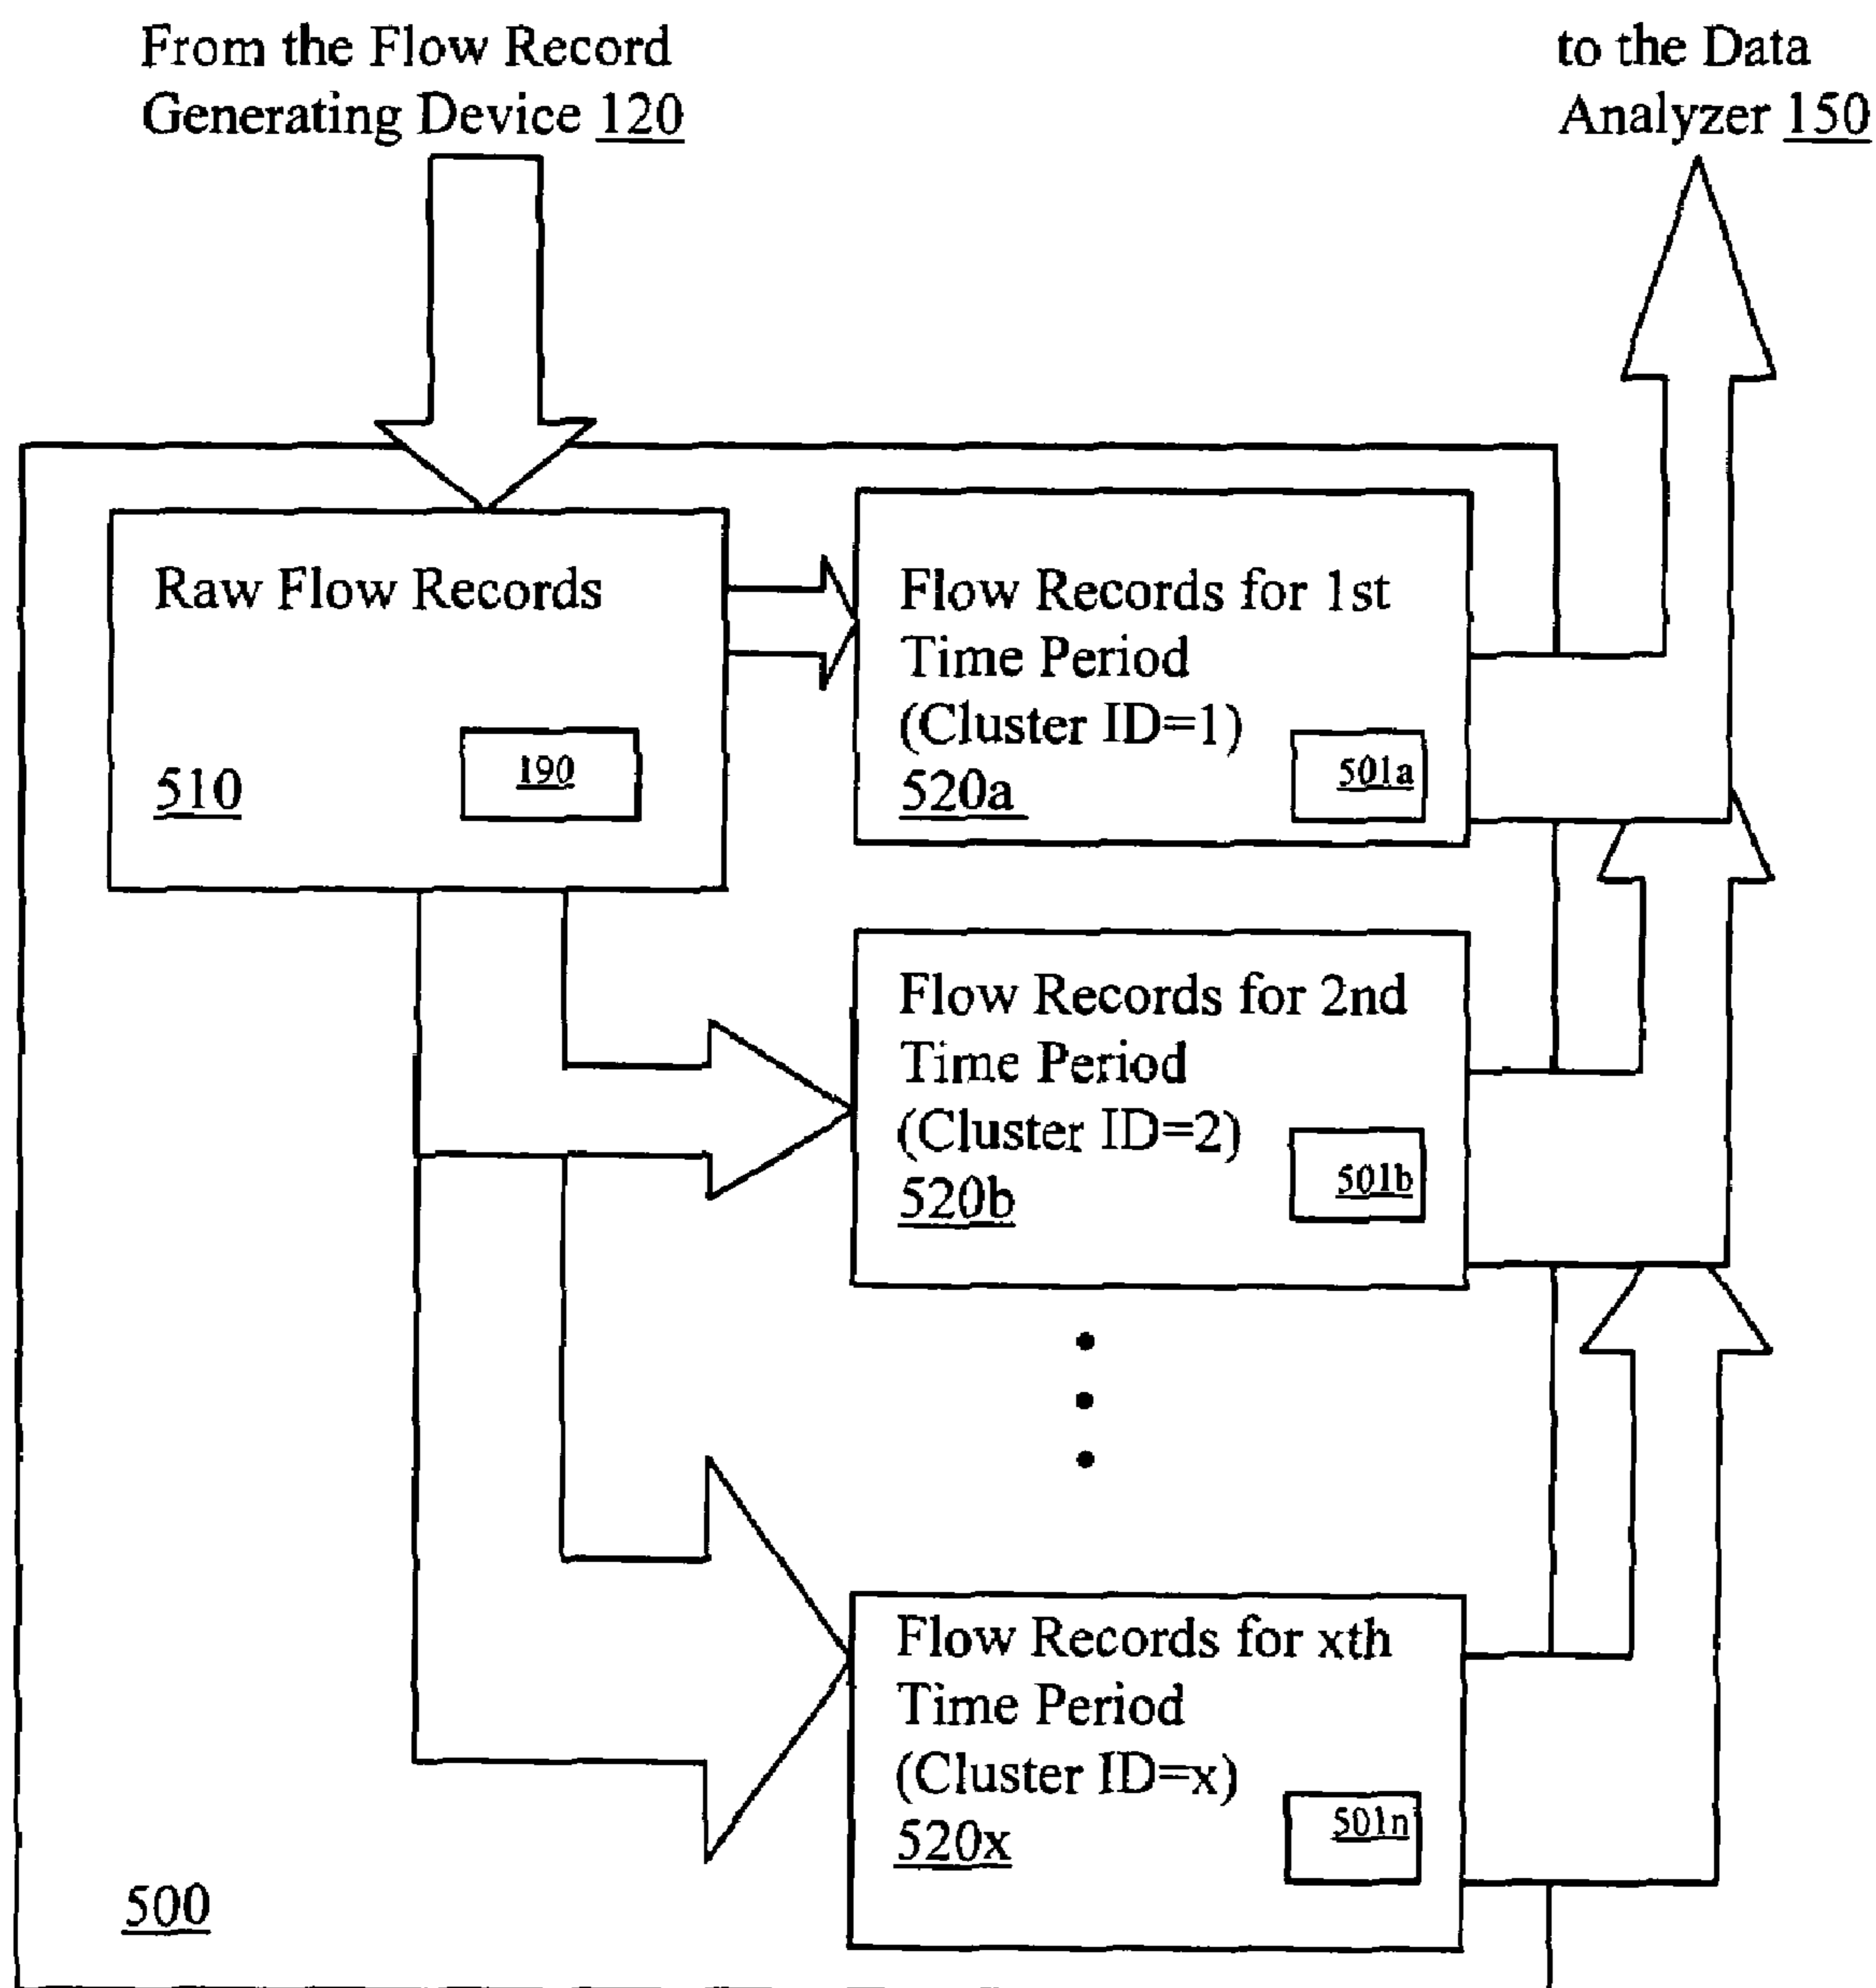 From the Flow Record
Generating Device 120
to the Data
Analyzer 150
Raw Flow Records
190
510
Flow Records for 1st
Time Period
(Cluster ID=1)
501a
520a
Flow Records for 2nd
Time Period
(Cluster ID=2)
501b
520b
Flow Records for xth
Time Period
(Cluster ID=x)
501n
520x
500